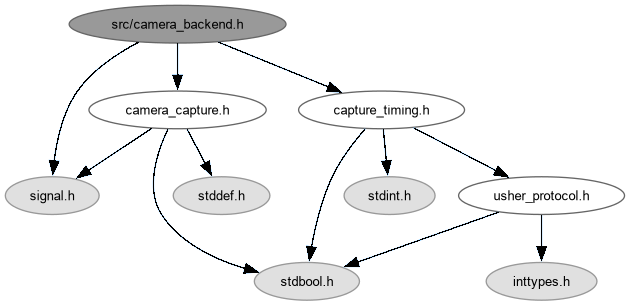 src/camera_backend.h
camera_capture.h
capture_timing.h
signal.h
stddef.h
stdint.h
usher_protocol.h
stdbool.h
inttypes.h